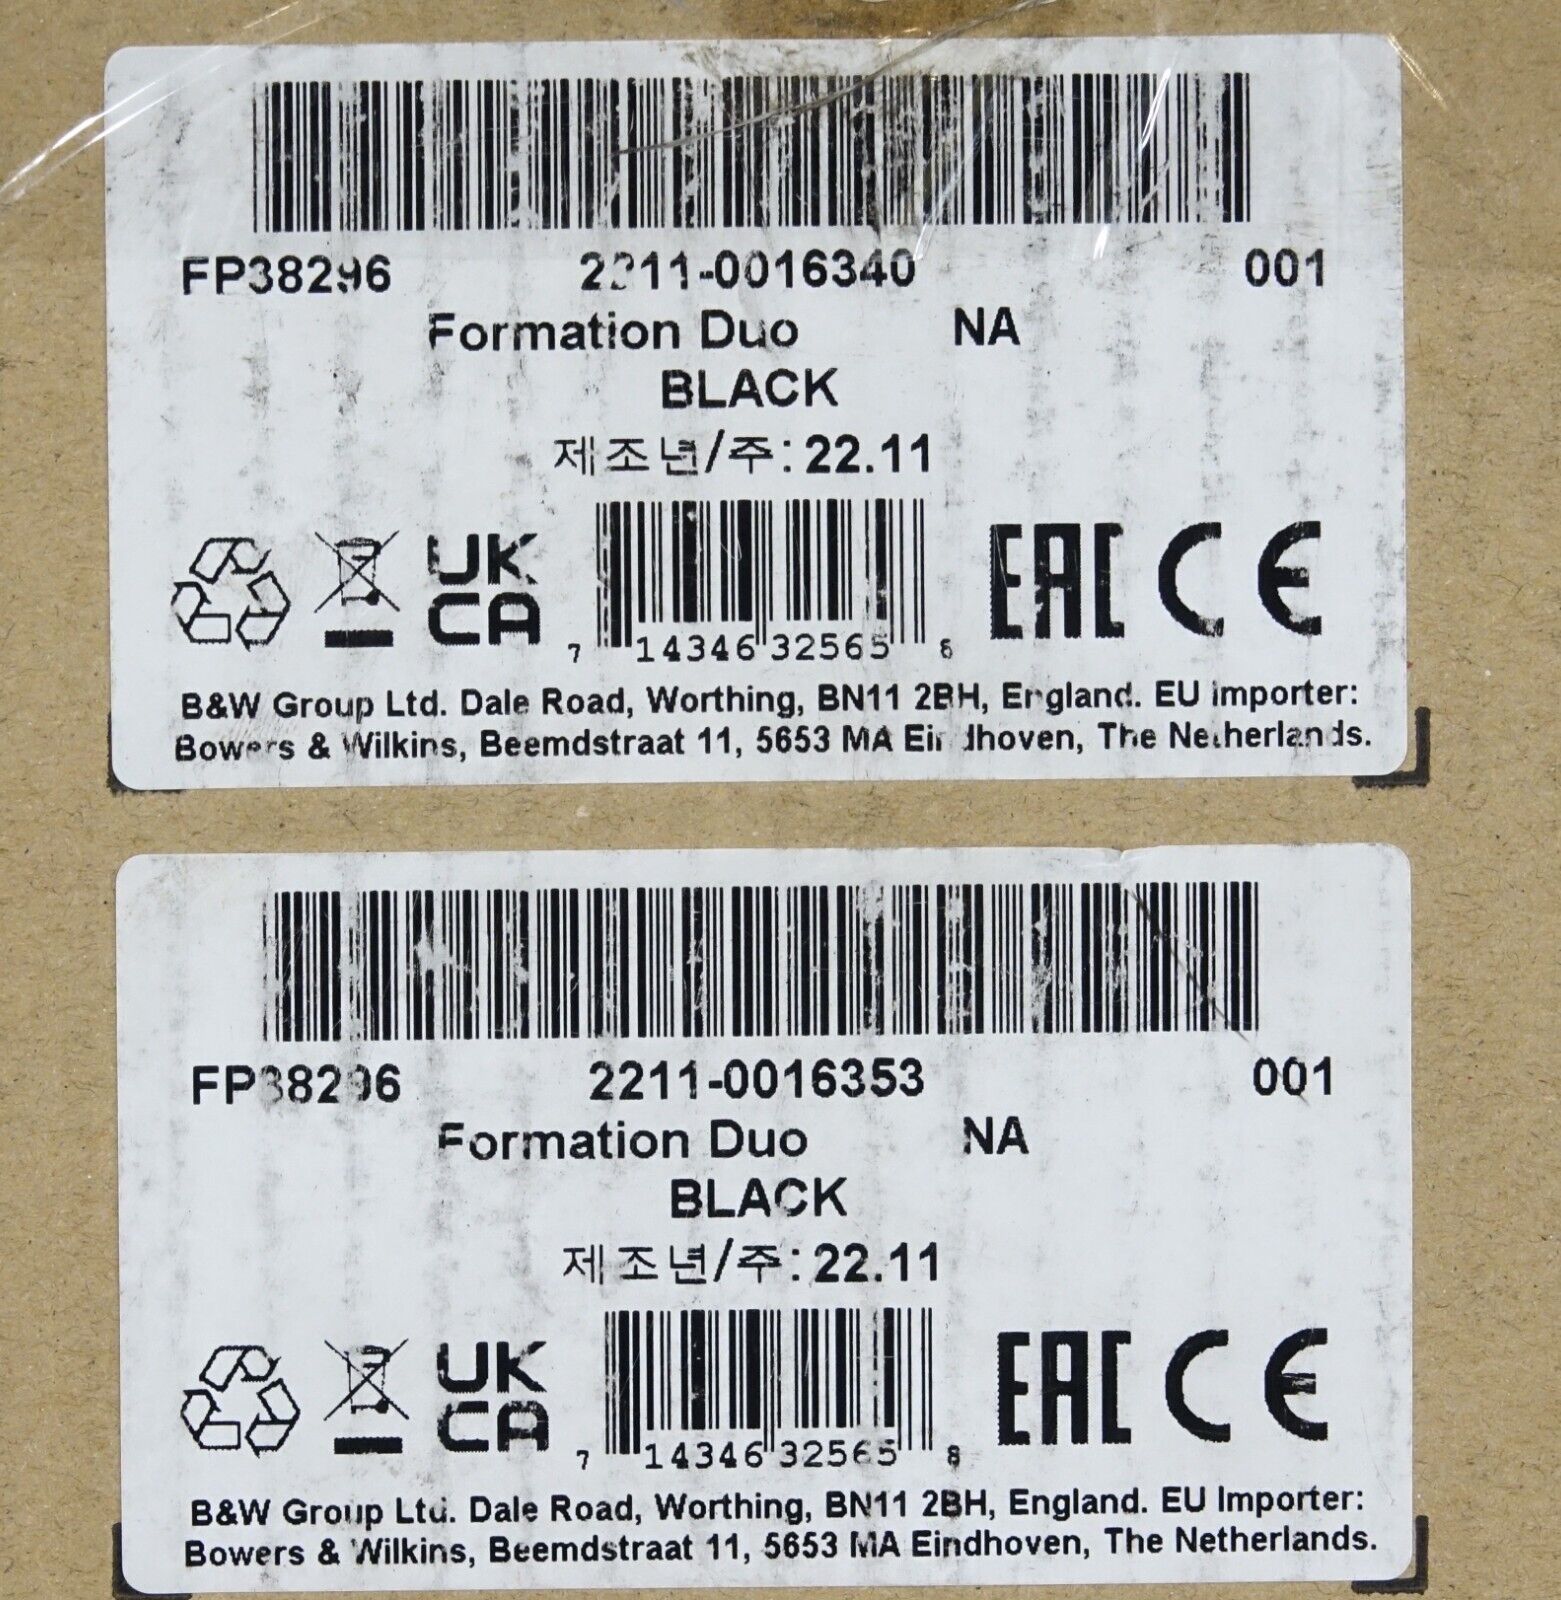 FP38296 2211-0016340 001
Formation Duo NA
BLACK
제조년/주: 22.11
UK
CA
EAC CE
7 14346 32565 8
B&W Group Ltd. Dale Road, Worthing, BN11 2BH, England. EU Importer:
Bowers & Wilkins, Beemdstraat 11, 5653 MA Eindhoven, The Netherlands.
FP38296 2211-0016353 001
Formation Duo NA
BLACK
제조년/주: 22.11
UK
CA
EAC CE
7 14346 32565 8
B&W Group Ltd. Dale Road, Worthing, BN11 2BH, England. EU Importer:
Bowers & Wilkins, Beemdstraat 11, 5653 MA Eindhoven, The Netherlands.